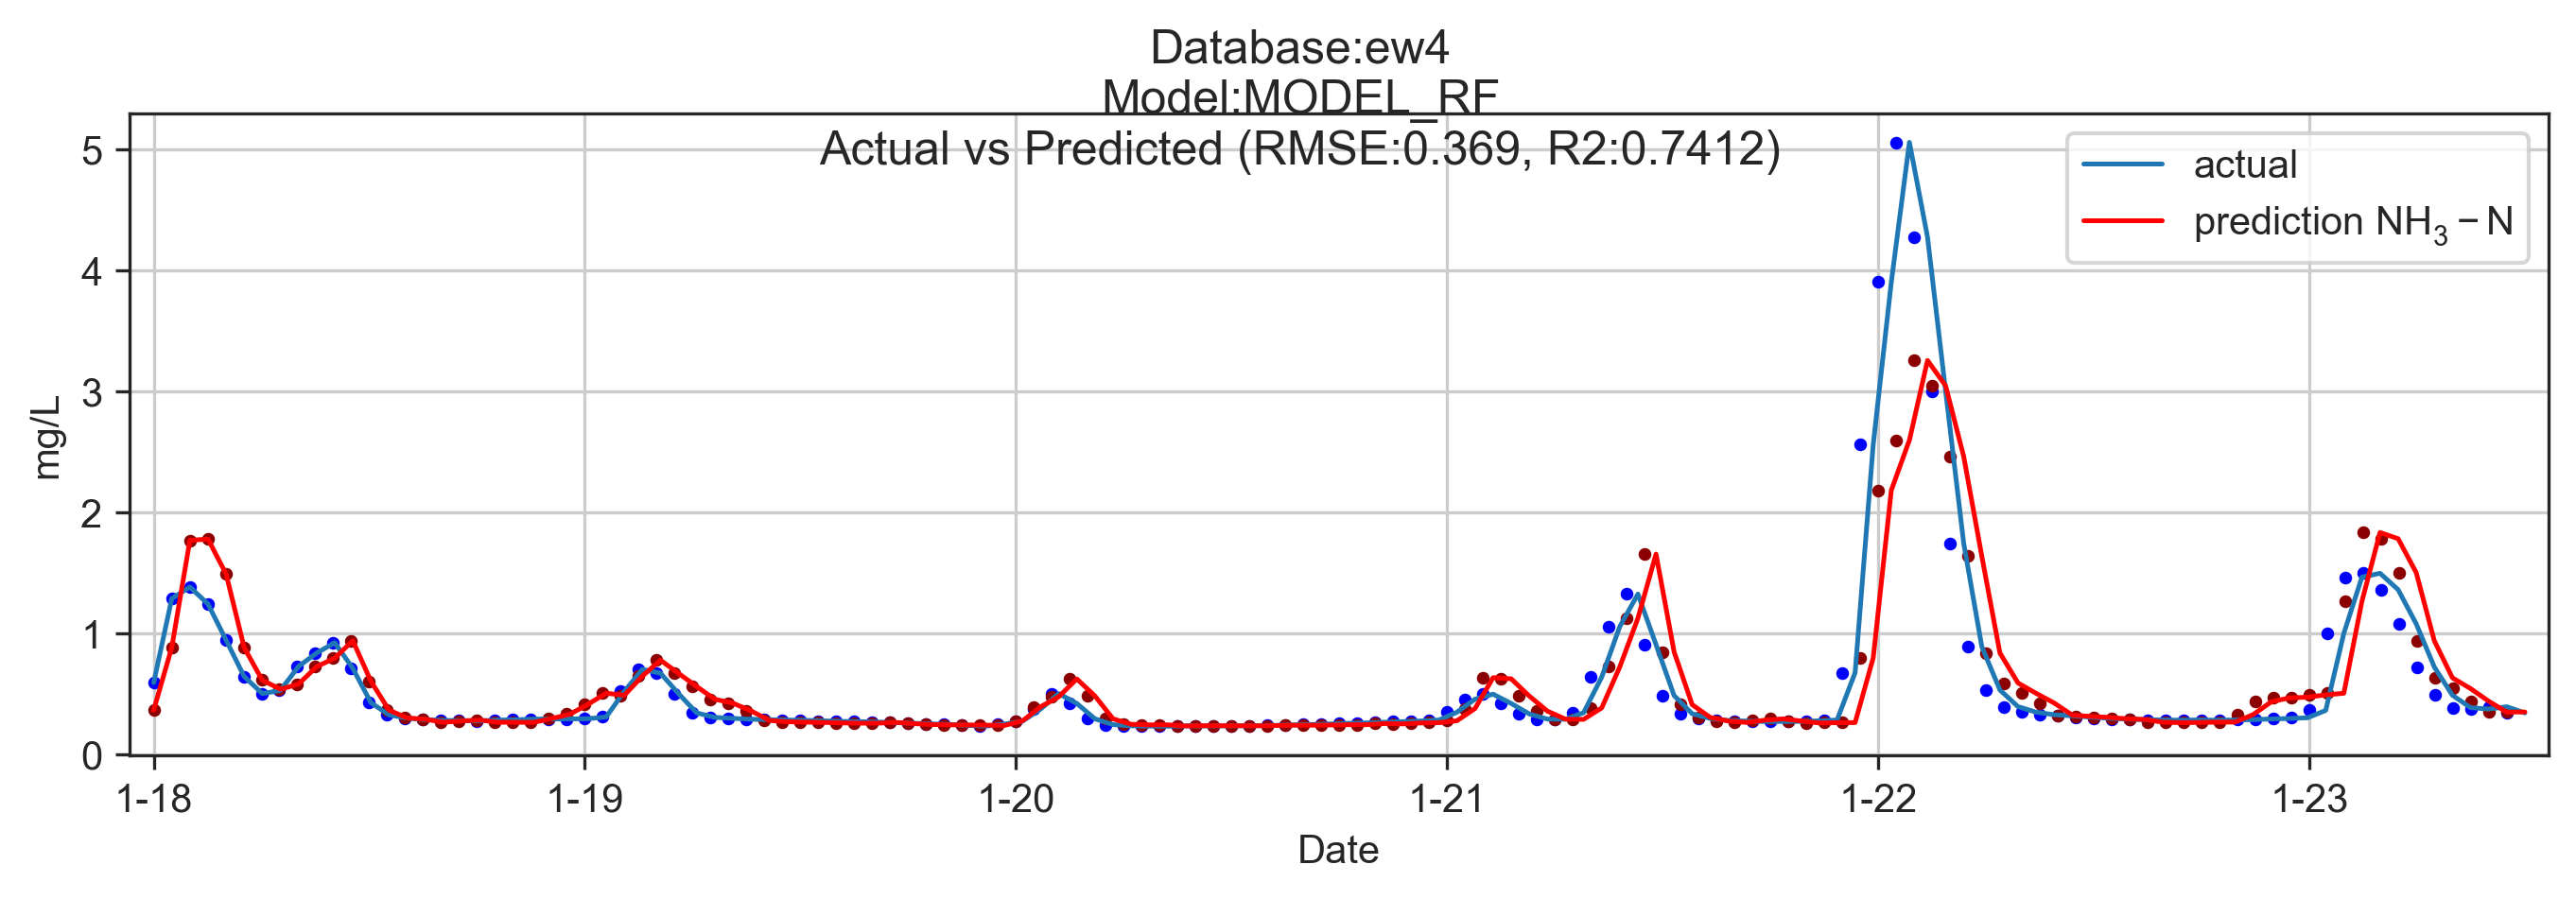 Database:ew4
Model:MODEL_RF
Actual vs Predicted (RMSE:0.369, R2:0.7412)
actual
prediction NH₃ − N
mg/L
5
4
3
2
1
0
1-18 1-19 1-20 1-21 1-22 1-23
Date